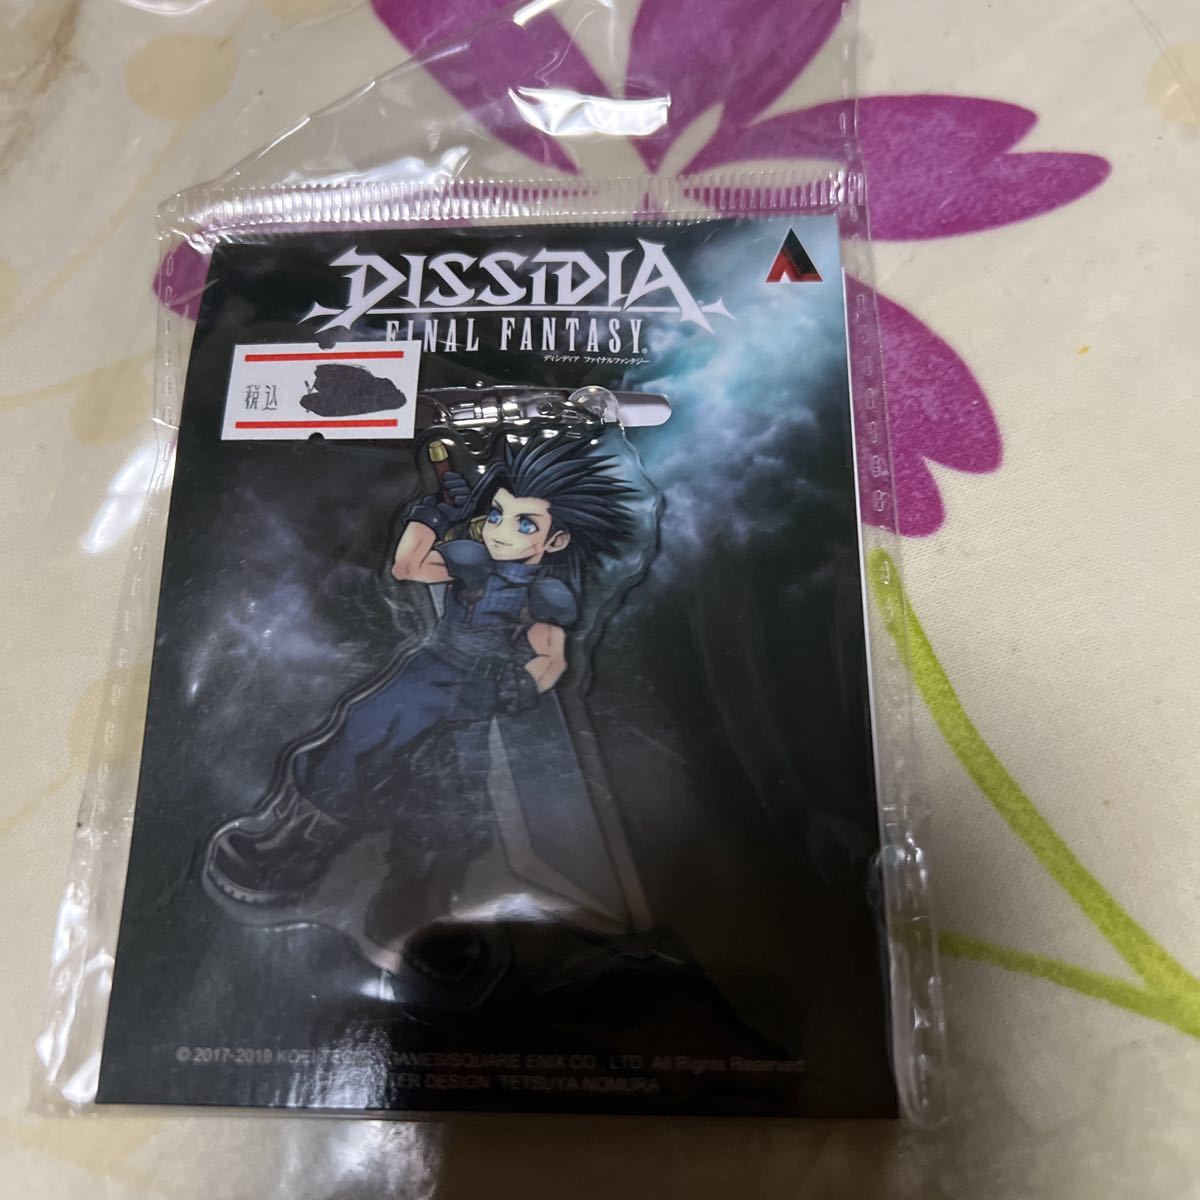 DISSIDIA
FINAL FANTASY®
ディシディア ファイナルファンタジー
税込 ¥
© 2017-2019 KOEI TECMO GAMES/SQUARE ENIX CO., LTD. All Rights Reserved.
DESIGN: TETSUYA NOMURA